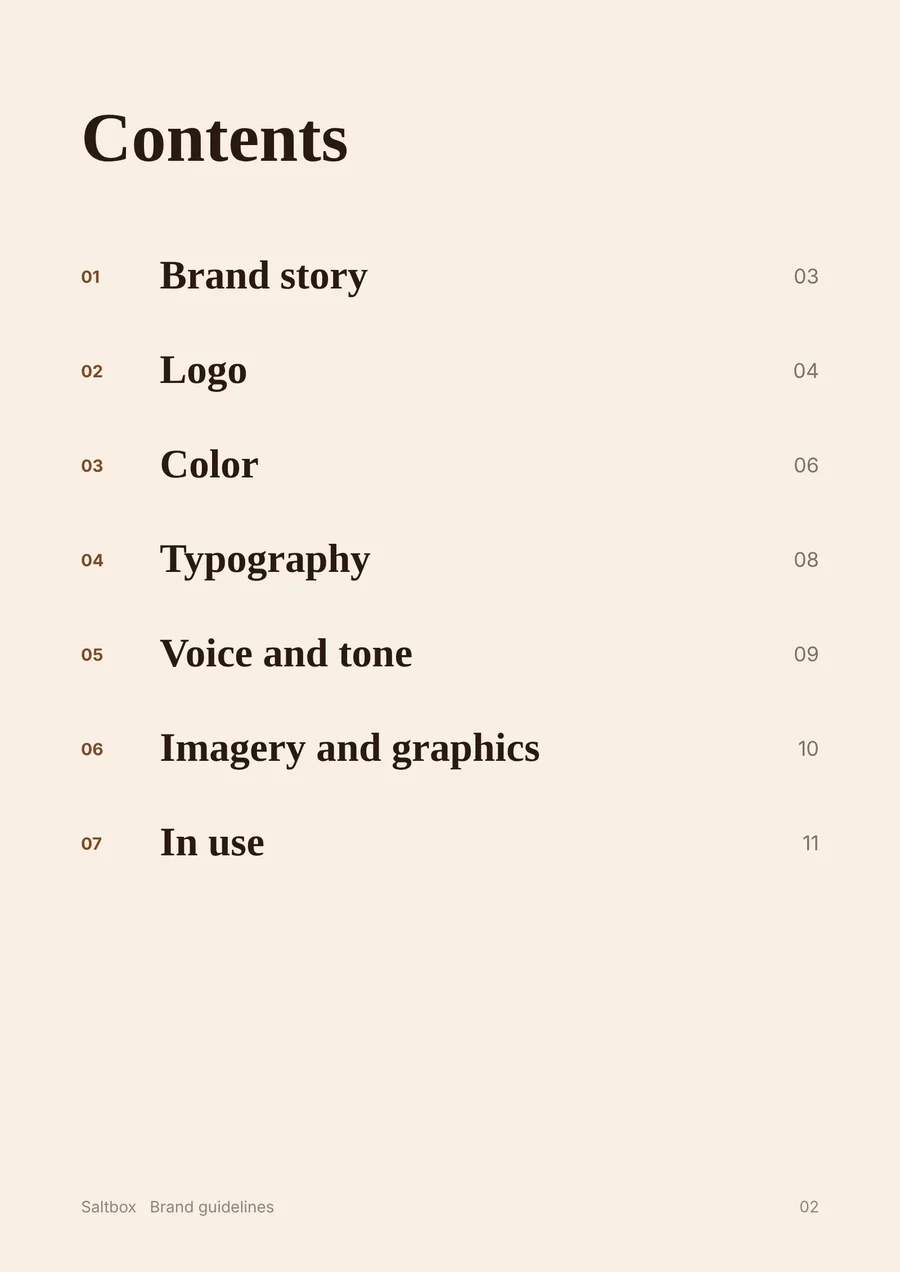 Contents
01 Brand story 03
02 Logo 04
03 Color 06
04 Typography 08
05 Voice and tone 09
06 Imagery and graphics 10
07 In use 11
Saltbox Brand guidelines 02